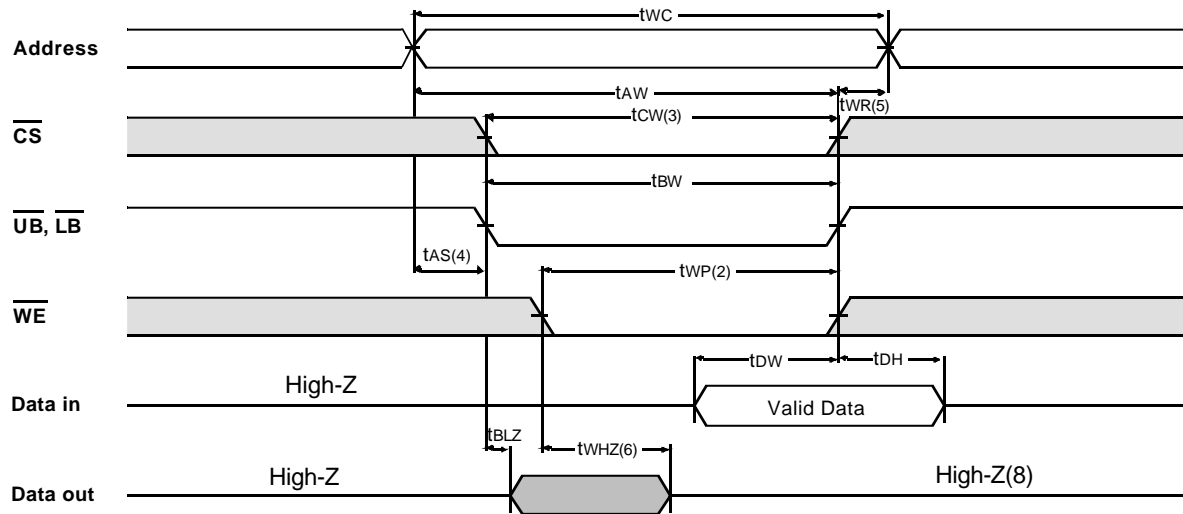 tWC
Address
tAW
tWR(5)
tCW(3)
CS
tBW
UB, LB
tAS(4)
tWP(2)
WE
tDW
tDH
High-Z
Data in
Valid Data
tBLZ
tWHZ(6)
High-Z
High-Z(8)
Data out